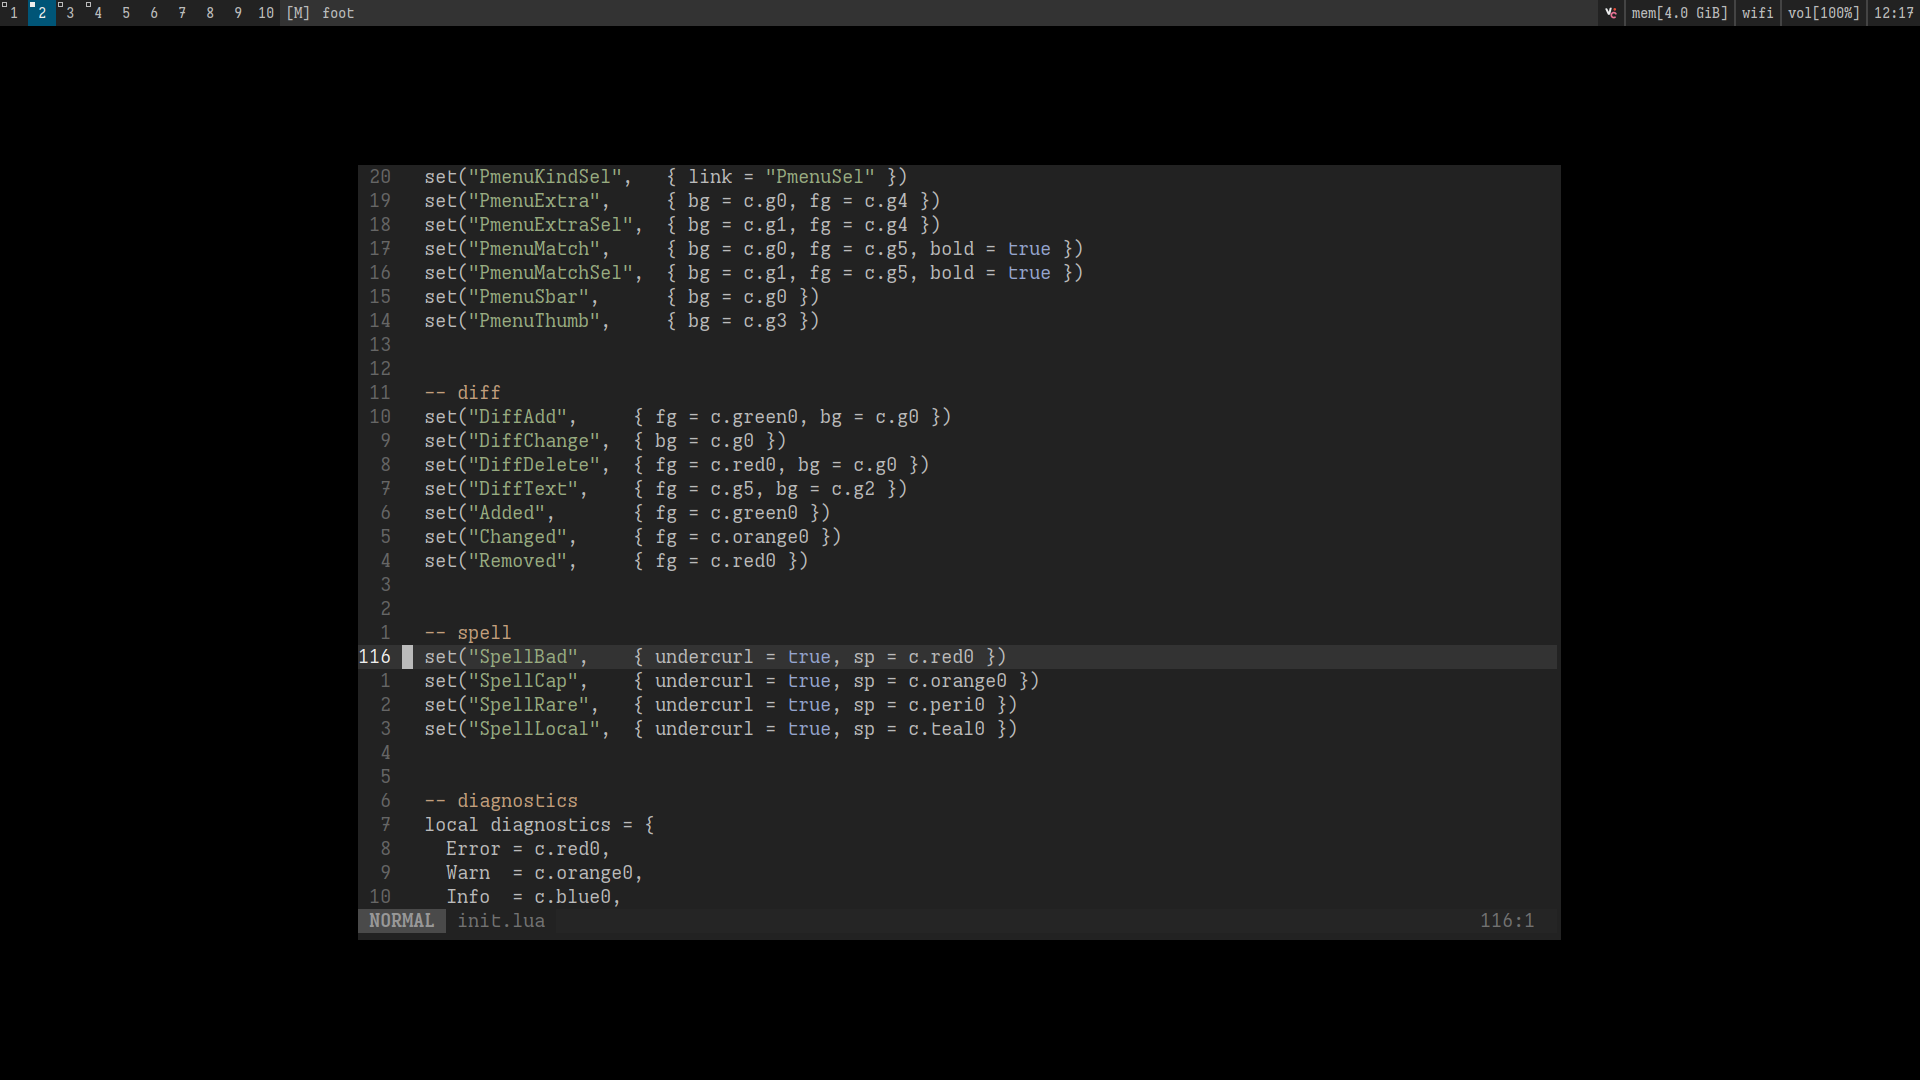 1 2 3 4 5 6 7 8 9 10 [M] foot mem[4.0 GiB] wifi vol[100%] 12:17
20 set("PmenuKindSel", { link = "PmenuSel" })
19 set("PmenuExtra", { bg = c.g0, fg = c.g4 })
18 set("PmenuExtraSel", { bg = c.g1, fg = c.g4 })
17 set("PmenuMatch", { bg = c.g0, fg = c.g5, bold = true })
16 set("PmenuMatchSel", { bg = c.g1, fg = c.g5, bold = true })
15 set("PmenuSbar", { bg = c.g0 })
14 set("PmenuThumb", { bg = c.g3 })
13
12
11 -- diff
10 set("DiffAdd", { fg = c.green0, bg = c.g0 })
9 set("DiffChange", { bg = c.g0 })
8 set("DiffDelete", { fg = c.red0, bg = c.g0 })
7 set("DiffText", { fg = c.g5, bg = c.g2 })
6 set("Added", { fg = c.green0 })
5 set("Changed", { fg = c.orange0 })
4 set("Removed", { fg = c.red0 })
3
2
1 -- spell
116 set("SpellBad", { undercurl = true, sp = c.red0 })
1 set("SpellCap", { undercurl = true, sp = c.orange0 })
2 set("SpellRare", { undercurl = true, sp = c.peri0 })
3 set("SpellLocal", { undercurl = true, sp = c.teal0 })
4
5
6 -- diagnostics
7 local diagnostics = {
8 Error = c.red0,
9 Warn = c.orange0,
10 Info = c.blue0,
NORMAL init.lua 116:1